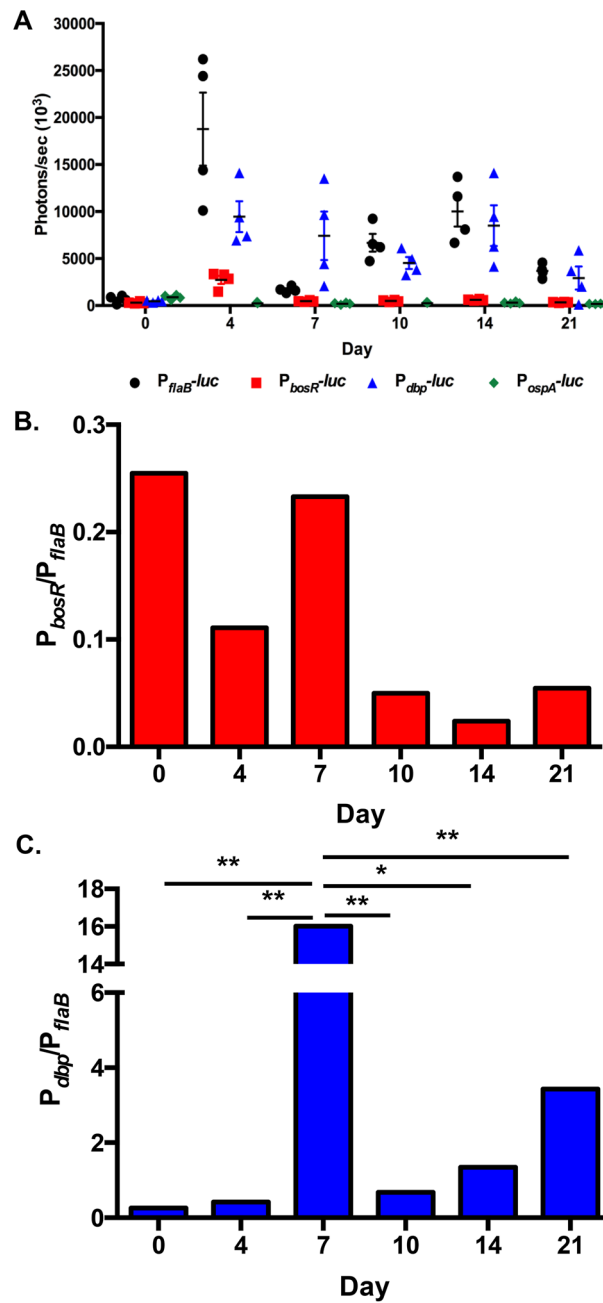 A
Photons/sec (10³)
30000
25000
20000
15000
10000
5000
0
0 4 7 10 14 21
Day
PflaB-luc PbosR-luc Pdbp-luc PospA-luc
B.
PbosR/PflaB
0.3
0.2
0.1
0.0
0 4 7 10 14 21
Day
C.
**
** * **
**
Pdbp/PflaB
18
16
14
6
4
2
0
0 4 7 10 14 21
Day